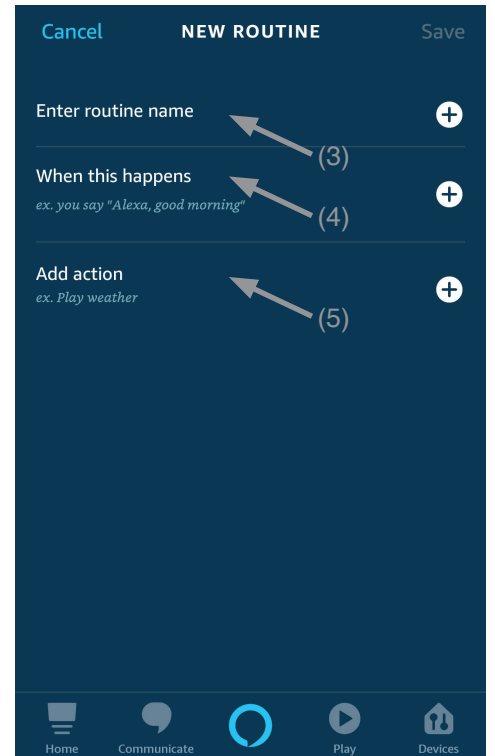 Cancel NEW ROUTINE Save
Enter routine name
(3)
When this happens
ex. you say "Alexa, good morning"
(4)
Add action
ex. Play weather
(5)
Home Communicate Play Devices